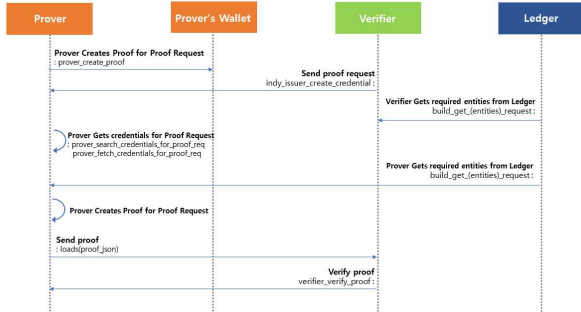 Prover
Prover's Wallet
Verifier
Ledger
Prover Creates Proof for Proof Request
: prover_create_proof
Send proof request
indy_issuer_create_credential :
Verifier Gets required entities from Ledger
build_get_(entities)_request :
Prover Gets credentials for Proof Request
: prover_search_credentials_for_proof_req
prover_fetch_credentials_for_proof_req
Prover Gets required entities from Ledger
build_get_(entities)_request :
Prover Creates Proof for Proof Request
Send proof
: loads(proof_json)
Verify proof
verifier_verify_proof :